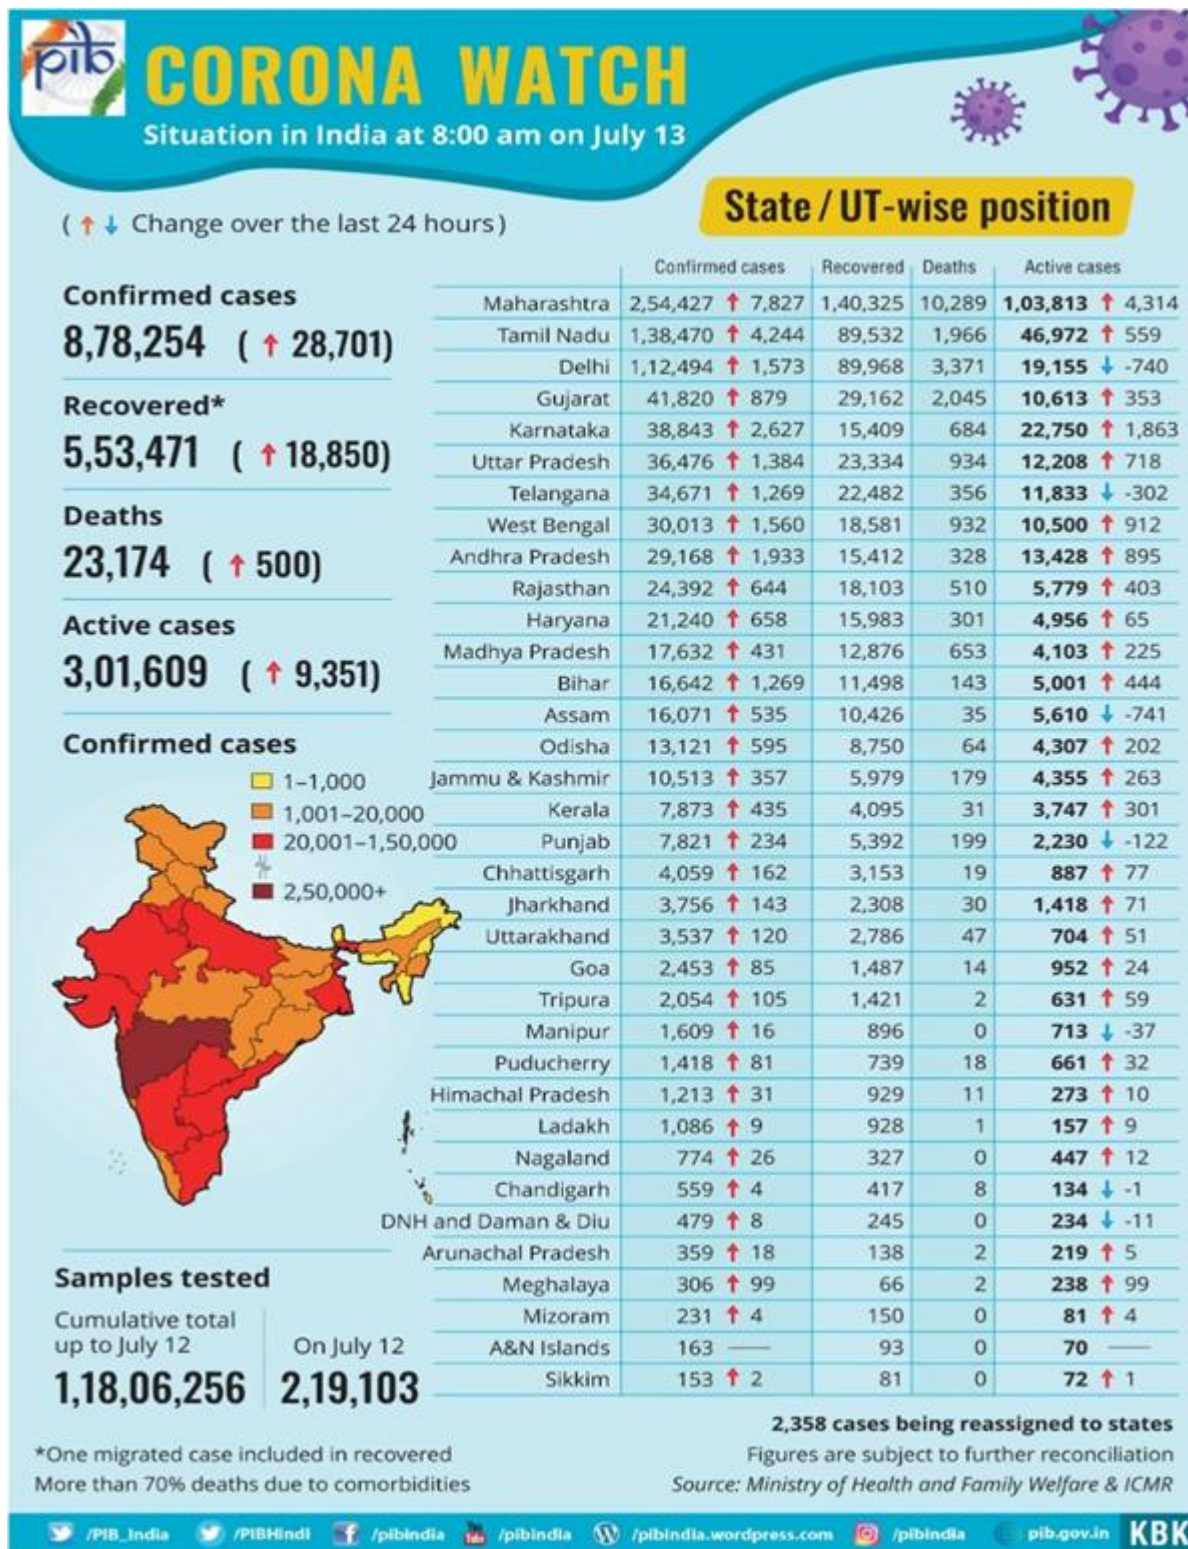 pib
CORONA WATCH
Situation in India at 8:00 am on July 13
( ↑ ↓ Change over the last 24 hours )
Confirmed cases
8,78,254 ( ↑ 28,701)
Recovered*
5,53,471 ( ↑ 18,850)
Deaths
23,174 ( ↑ 500)
Active cases
3,01,609 ( ↑ 9,351)
Confirmed cases
1–1,000
1,001–20,000
20,001–1,50,000
2,50,000+
Samples tested
Cumulative total
up to July 12
1,18,06,256
On July 12
2,19,103
State / UT-wise position
Confirmed cases Recovered Deaths Active cases
Maharashtra 2,54,427 ↑ 7,827 1,40,325 10,289 1,03,813 ↑ 4,314
Tamil Nadu 1,38,470 ↑ 4,244 89,532 1,966 46,972 ↑ 559
Delhi 1,12,494 ↑ 1,573 89,968 3,371 19,155 ↓ -740
Gujarat 41,820 ↑ 879 29,162 2,045 10,613 ↑ 353
Karnataka 38,843 ↑ 2,627 15,409 684 22,750 ↑ 1,863
Uttar Pradesh 36,476 ↑ 1,384 23,334 934 12,208 ↑ 718
Telangana 34,671 ↑ 1,269 22,482 356 11,833 ↓ -302
West Bengal 30,013 ↑ 1,560 18,581 932 10,500 ↑ 912
Andhra Pradesh 29,168 ↑ 1,933 15,412 328 13,428 ↑ 895
Rajasthan 24,392 ↑ 644 18,103 510 5,779 ↑ 403
Haryana 21,240 ↑ 658 15,983 301 4,956 ↑ 65
Madhya Pradesh 17,632 ↑ 431 12,876 653 4,103 ↑ 225
Bihar 16,642 ↑ 1,269 11,498 143 5,001 ↑ 444
Assam 16,071 ↑ 535 10,426 35 5,610 ↓ -741
Odisha 13,121 ↑ 595 8,750 64 4,307 ↑ 202
Jammu & Kashmir 10,513 ↑ 357 5,979 179 4,355 ↑ 263
Kerala 7,873 ↑ 435 4,095 31 3,747 ↑ 301
Punjab 7,821 ↑ 234 5,392 199 2,230 ↓ -122
Chhattisgarh 4,059 ↑ 162 3,153 19 887 ↑ 77
Jharkhand 3,756 ↑ 143 2,308 30 1,418 ↑ 71
Uttarakhand 3,537 ↑ 120 2,786 47 704 ↑ 51
Goa 2,453 ↑ 85 1,487 14 952 ↑ 24
Tripura 2,054 ↑ 105 1,421 2 631 ↑ 59
Manipur 1,609 ↑ 16 896 0 713 ↓ -37
Puducherry 1,418 ↑ 81 739 18 661 ↑ 32
Himachal Pradesh 1,213 ↑ 31 929 11 273 ↑ 10
Ladakh 1,086 ↑ 9 928 1 157 ↑ 9
Nagaland 774 ↑ 26 327 0 447 ↑ 12
Chandigarh 559 ↑ 4 417 8 134 ↓ -1
DNH and Daman & Diu 479 ↑ 8 245 0 234 ↓ -11
Arunachal Pradesh 359 ↑ 18 138 2 219 ↑ 5
Meghalaya 306 ↑ 99 66 2 238 ↑ 99
Mizoram 231 ↑ 4 150 0 81 ↑ 4
A&N Islands 163 — 93 0 70 —
Sikkim 153 ↑ 2 81 0 72 ↑ 1
2,358 cases being reassigned to states
Figures are subject to further reconciliation
Source: Ministry of Health and Family Welfare & ICMR
*One migrated case included in recovered
More than 70% deaths due to comorbidities
/PIB_India /PIBHindi /pibindia /pibindia /pibindia.wordpress.com /pibindia pib.gov.in KBK